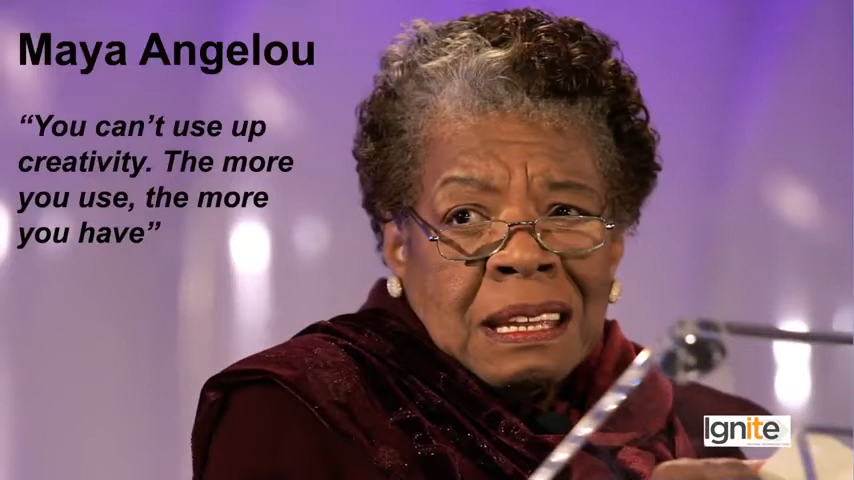 Maya Angelou
“You can’t use up
creativity. The more
you use, the more
you have”
Ignite